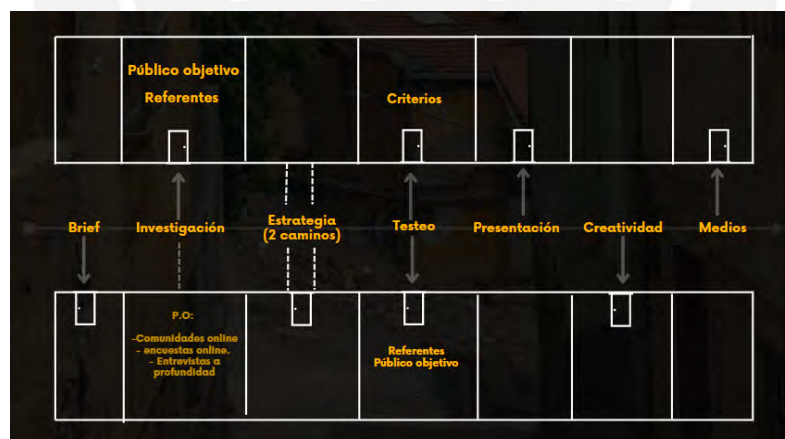 Público objetivo
Referentes
Criterios
Brief
Investigación
Estrategia
(2 caminos)
Testeo
Presentación
Creatividad
Medios
P.O:
-Comunidades online
- encuestas online.
- Entrevistas a
profundidad
Referentes
Público objetivo